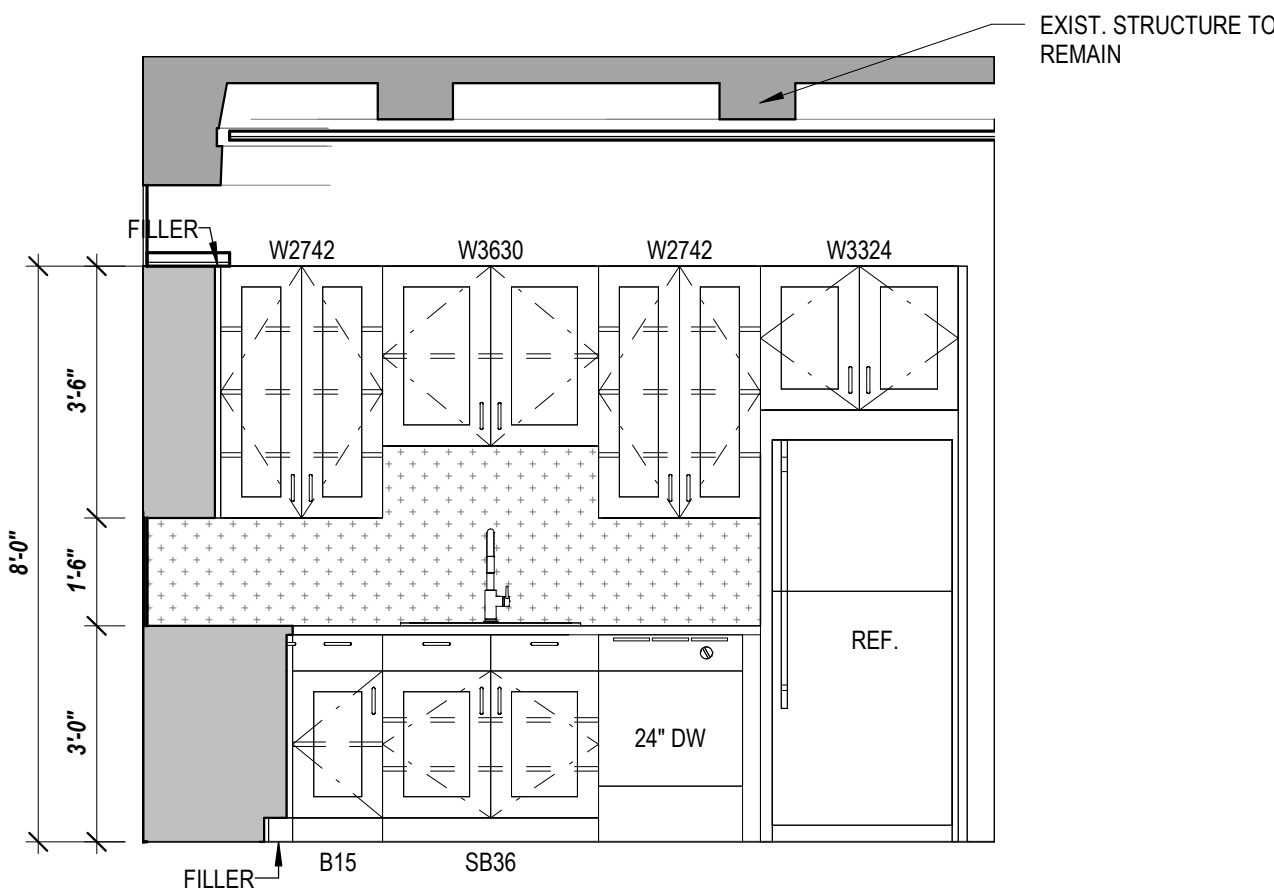 EXIST. STRUCTURE TO
REMAIN
FILLER
W2742
W3630
W2742
W3324
3'-6"
8'-0"
1'-6"
3'-0"
REF.
24" DW
B15
SB36
FILLER